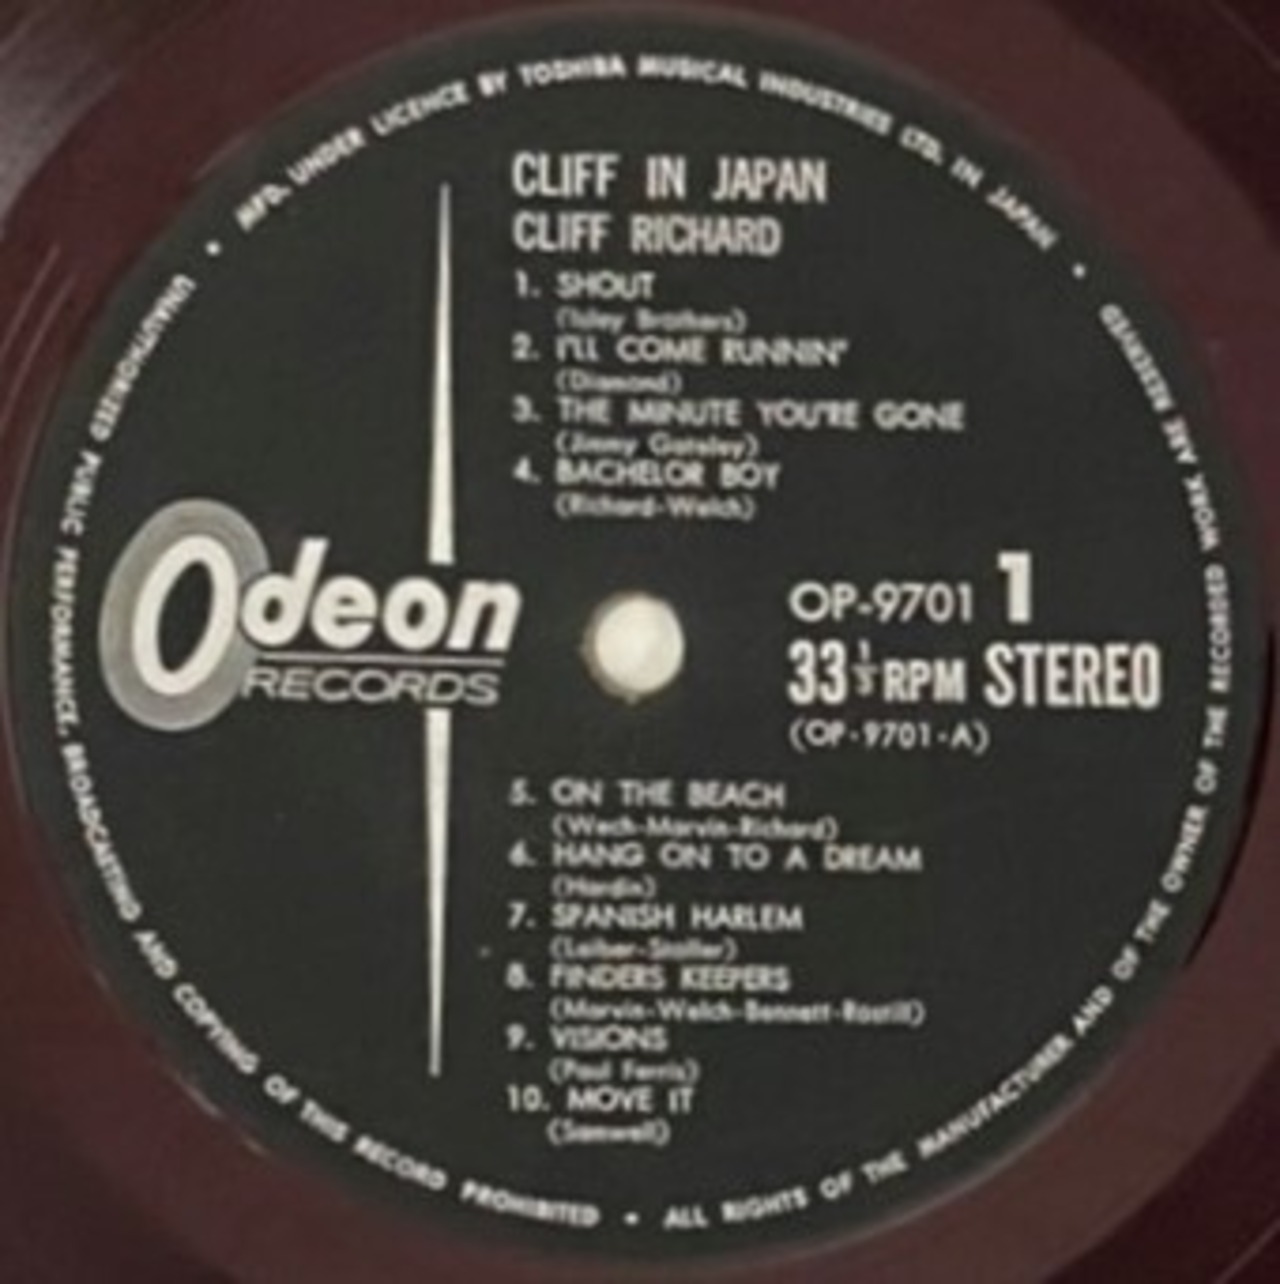 MFD. UNDER LICENCE BY TOSHIBA MUSICAL INDUSTRIES LTD. IN JAPAN •
CLIFF IN JAPAN
CLIFF RICHARD
1. SHOUT
(Isley Brothers)
2. I'LL COME RUNNIN'
(Diamond)
3. THE MINUTE YOU'RE GONE
(Jimmy Gateley)
4. BACHELOR BOY
(Richard-Welch)
Odeon
RECORDS
OP-9701 1
33 1/3 RPM STEREO
(OP-9701-A)
5. ON THE BEACH
(Wech-Marvin-Richard)
6. HANG ON TO A DREAM
(Hardin)
7. SPANISH HARLEM
(Leiber-Stoller)
8. FINDERS KEEPERS
(Marvin-Welch-Bennett-Rostill)
9. VISIONS
(Paul Ferris)
10. MOVE IT
(Samwell)
UNAUTHORIZED PUBLIC PERFORMANCE, BROADCASTING AND COPYING OF THIS RECORD PROHIBITED •
ALL RIGHTS OF THE MANUFACTURER AND OF THE OWNER OF THE RECORDED WORK ARE RESERVED